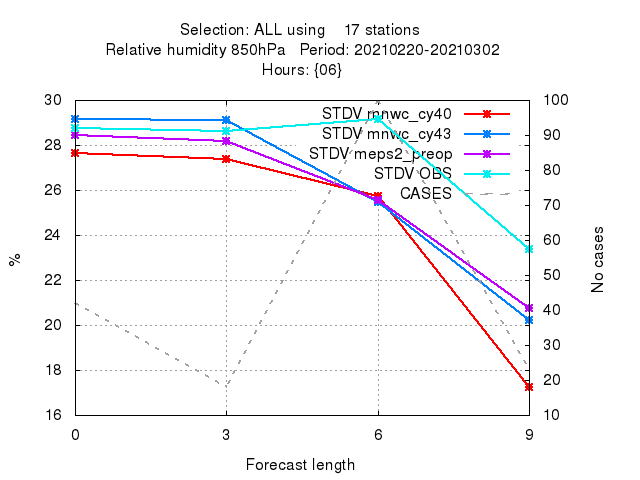 Selection: ALL using 17 stations
Relative humidity 850hPa Period: 20210220-20210302
Hours: {06}
30
28
26
24
22
20
18
16
%
100
90
80
70
60
50
40
30
20
10
No cases
STDV mnwc_cy40
STDV mnwc_cy43
STDV meps2_preop
STDV OBS
CASES
0 3 6 9
Forecast length